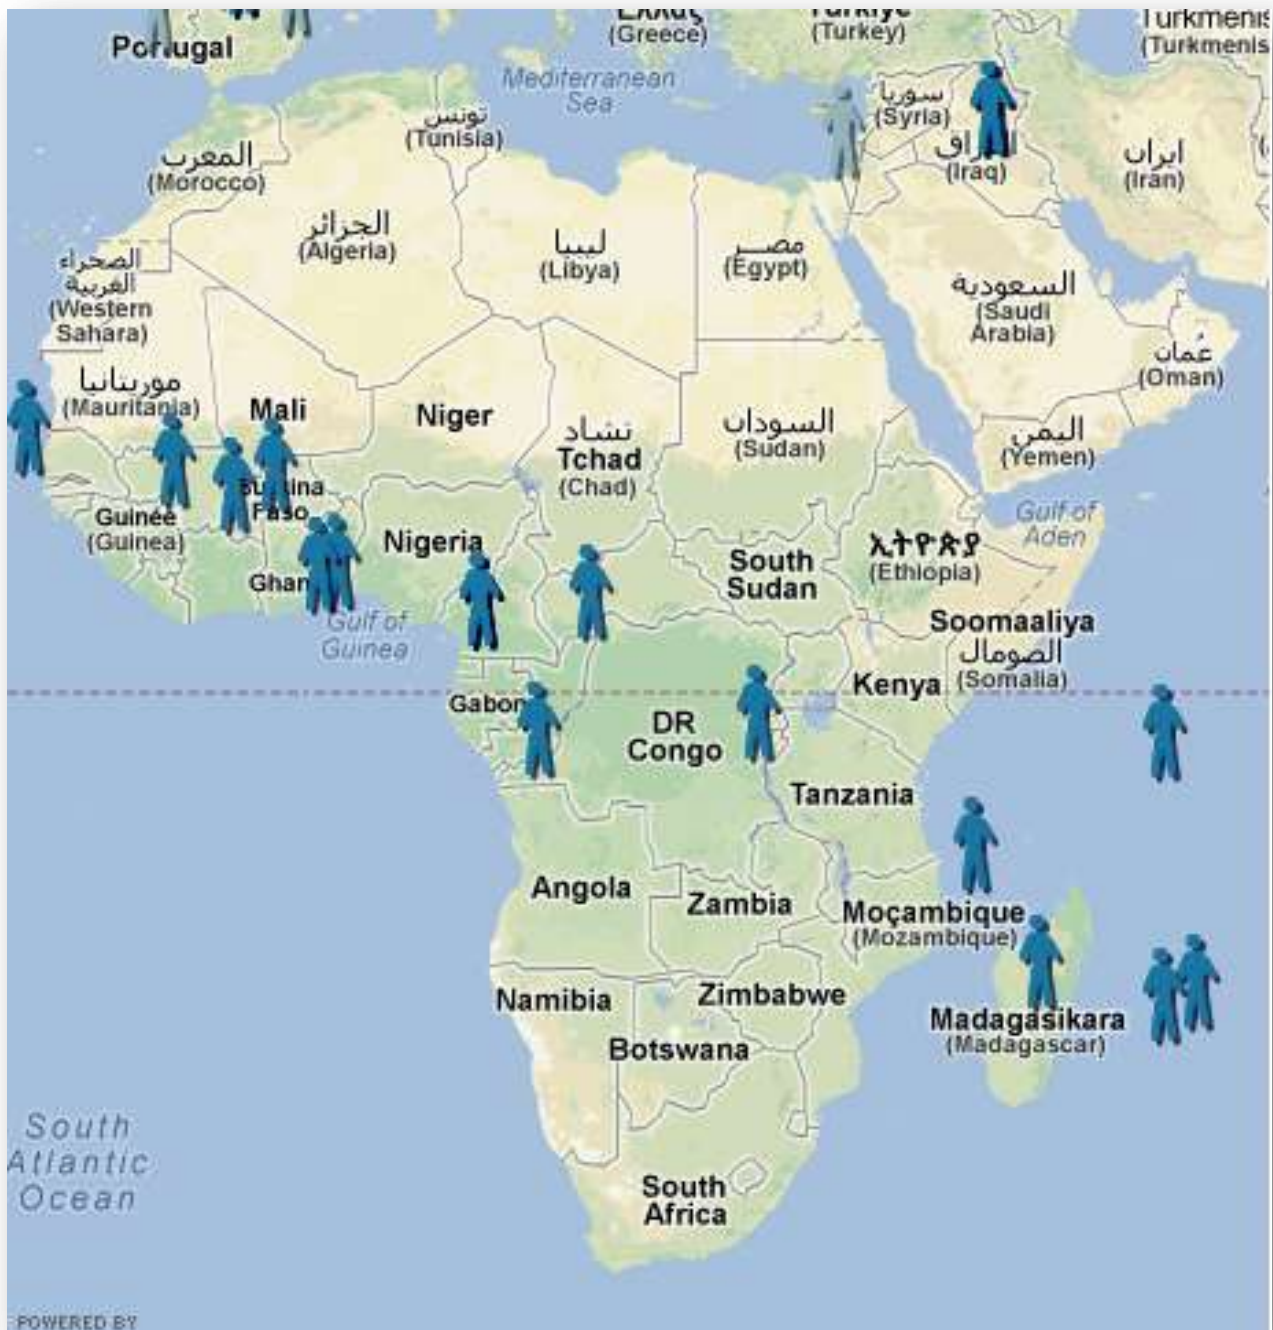 Ελλάς
(Greece)
Türkiye
(Turkey)
Turkmenis
(Turkmenis
Portugal
Mediterranean
Sea
سوريا
(Syria)
تونس
(Tunisia)
(Iraq)
ایران
(Iran)
المغرب
(Morocco)
الجزائر
(Algeria)
ليبيا
(Libya)
مصر
(Egypt)
الصحراء
الغربية
(Western
Sahara)
السعودية
(Saudi
Arabia)
عُمان
(Oman)
موريتانيا
(Mauritania)
Mali
Niger
تشاد
Tchad
(Chad)
السودان
(Sudan)
اليمن
(Yemen)
Faso
Guinée
(Guinea)
Nigeria
Gulf of
Aden
South
Sudan
ኢትዮጵያ
(Ethiopia)
Ghan
Gulf of
Guinea
Soomaaliya
الصومال
(Somalia)
Kenya
Gabon
DR
Congo
Tanzania
Angola
Zambia
Moçambique
(Mozambique)
Namibia
Zimbabwe
Madagasikara
(Madagascar)
Botswana
South
Atlantic
Ocean
South
Africa
POWERED BY